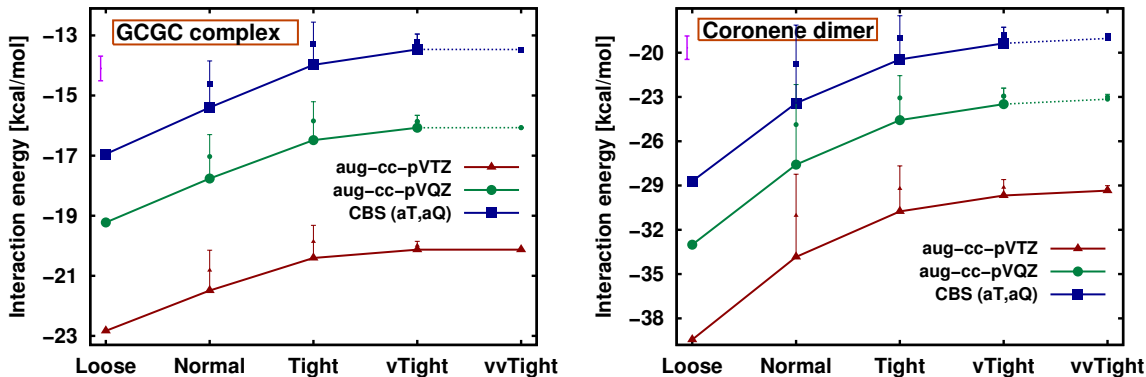 GCGC complex
Interaction energy [kcal/mol]
−13
−15
−17
−19
−21
−23
aug−cc−pVTZ
aug−cc−pVQZ
CBS (aT,aQ)
Loose Normal Tight vTight vvTight
Coronene dimer
Interaction energy [kcal/mol]
−20
−23
−26
−29
−32
−35
−38
aug−cc−pVTZ
aug−cc−pVQZ
CBS (aT,aQ)
Loose Normal Tight vTight vvTight